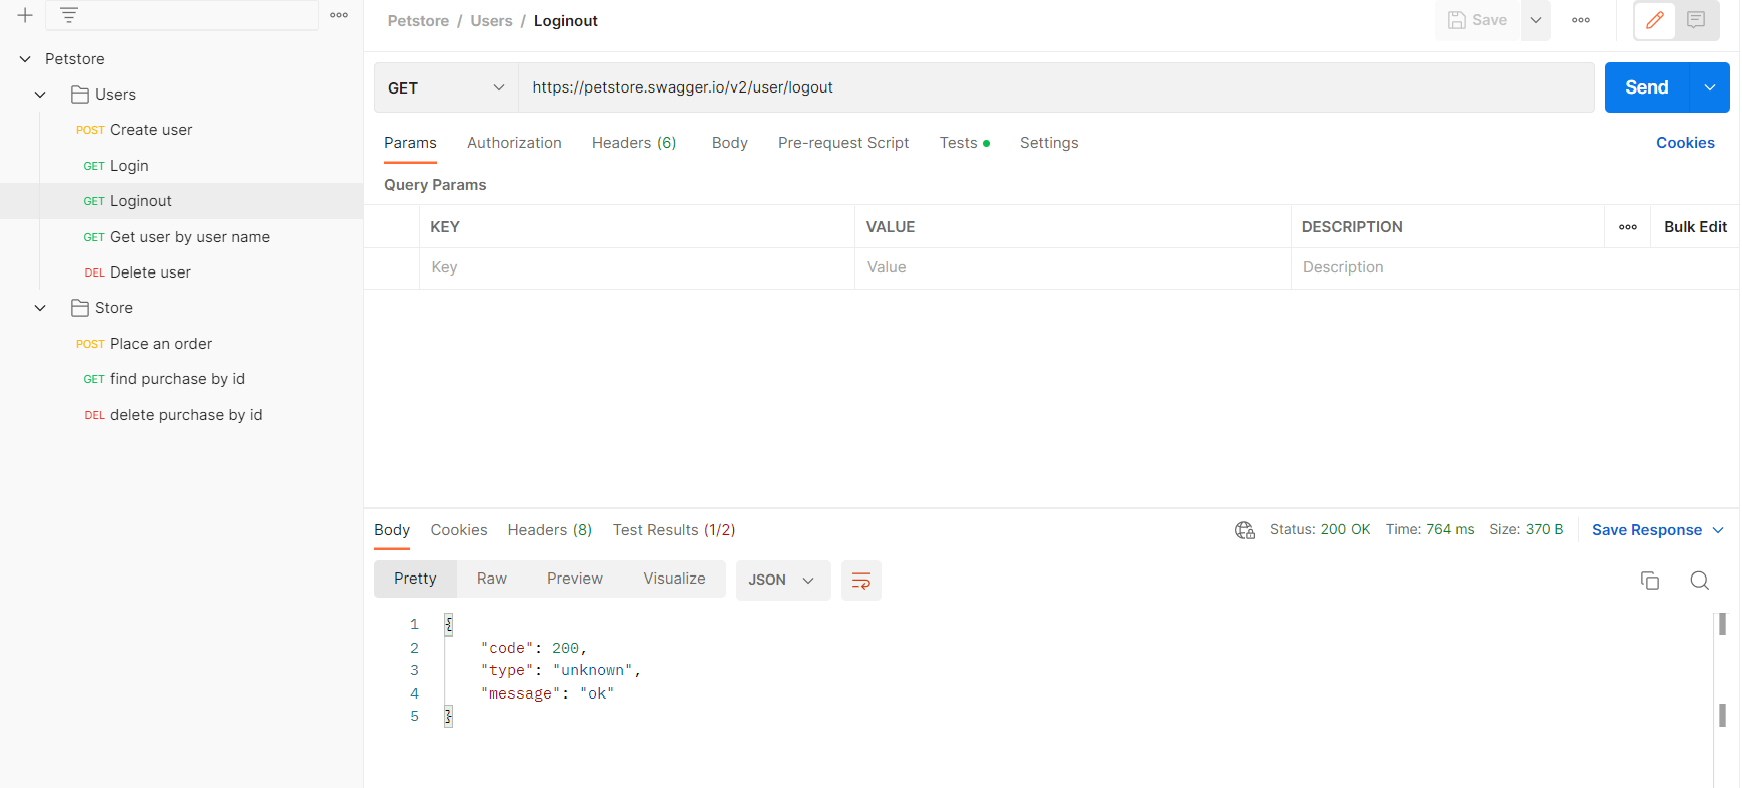 Petstore
Users
POST Create user
GET Login
GET Loginout
GET Get user by user name
DEL Delete user
Store
POST Place an order
GET find purchase by id
DEL delete purchase by id
Petstore / Users / Loginout
Save
GET https://petstore.swagger.io/v2/user/logout Send
Params Authorization Headers (6) Body Pre-request Script Tests Settings Cookies
Query Params
KEY VALUE DESCRIPTION Bulk Edit
Key Value Description
Body Cookies Headers (8) Test Results (1/2) Status: 200 OK Time: 764 ms Size: 370 B Save Response
Pretty Raw Preview Visualize JSON
1 {
2 "code": 200,
3 "type": "unknown",
4 "message": "ok"
5 }